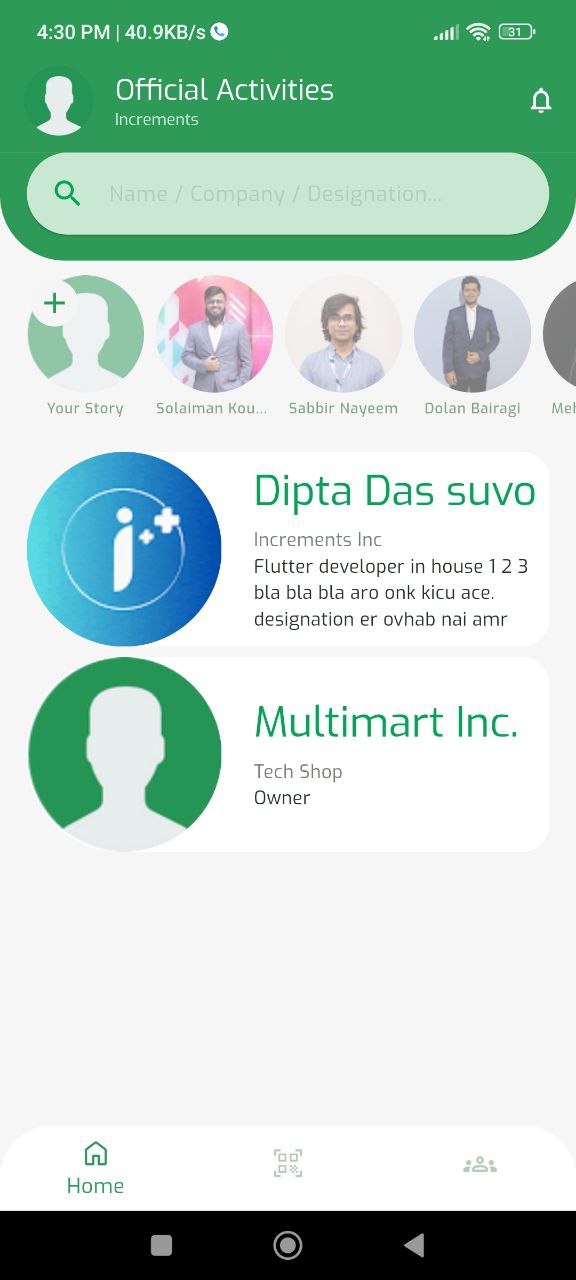 4:30 PM | 40.9KB/s
31
Official Activities
Increments
Name / Company / Designation...
Your Story
Solaiman Kou...
Sabbir Nayeem
Dolan Bairagi
Meh
Dipta Das suvo
Increments Inc
Flutter developer in house 1 2 3
bla bla bla aro onk kicu ace.
designation er ovhab nai amr
Multimart Inc.
Tech Shop
Owner
Home